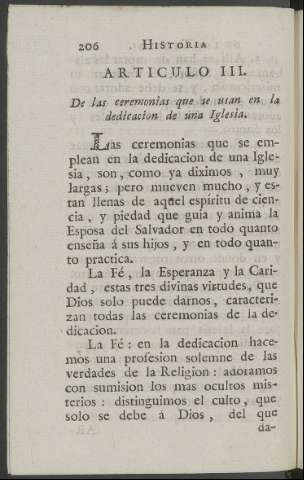 206 HISTORIA
ARTICULO III.
De las ceremonias que se usan en la
dedicacion de una Iglesia.
Las ceremonias que se em-
plean en la dedicacion de una Igle-
sia, son, como ya diximos, muy
largas; pero mueven mucho, y es-
tan llenas de aquel espíritu de cien-
cia, y piedad que guia y anima la
Esposa del Salvador en todo quanto
enseña á sus hijos, y en todo quan-
to practica.
La Fé, la Esperanza y la Cari-
dad, estas tres divinas virtudes, que
Dios solo puede darnos, caracteri-
zan todas las ceremonias de la de-
dicacion.
La Fé: en la dedicacion hace-
mos una profesion solemne de las
verdades de la Religion: adoramos
con sumision los mas ocultos mis-
terios: distinguimos el culto, que
solo se debe á Dios, del que
da-